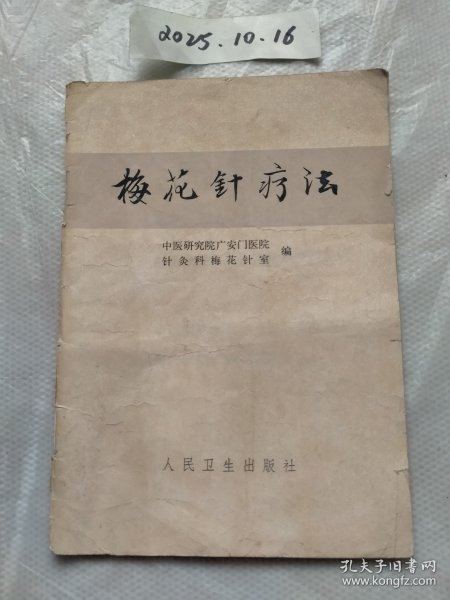 2025.10.16
梅花針疗法
中医研究院广安门医院
针灸科梅花针室
编
人民卫生出版社
孔夫子旧书网
www.kongfz.com